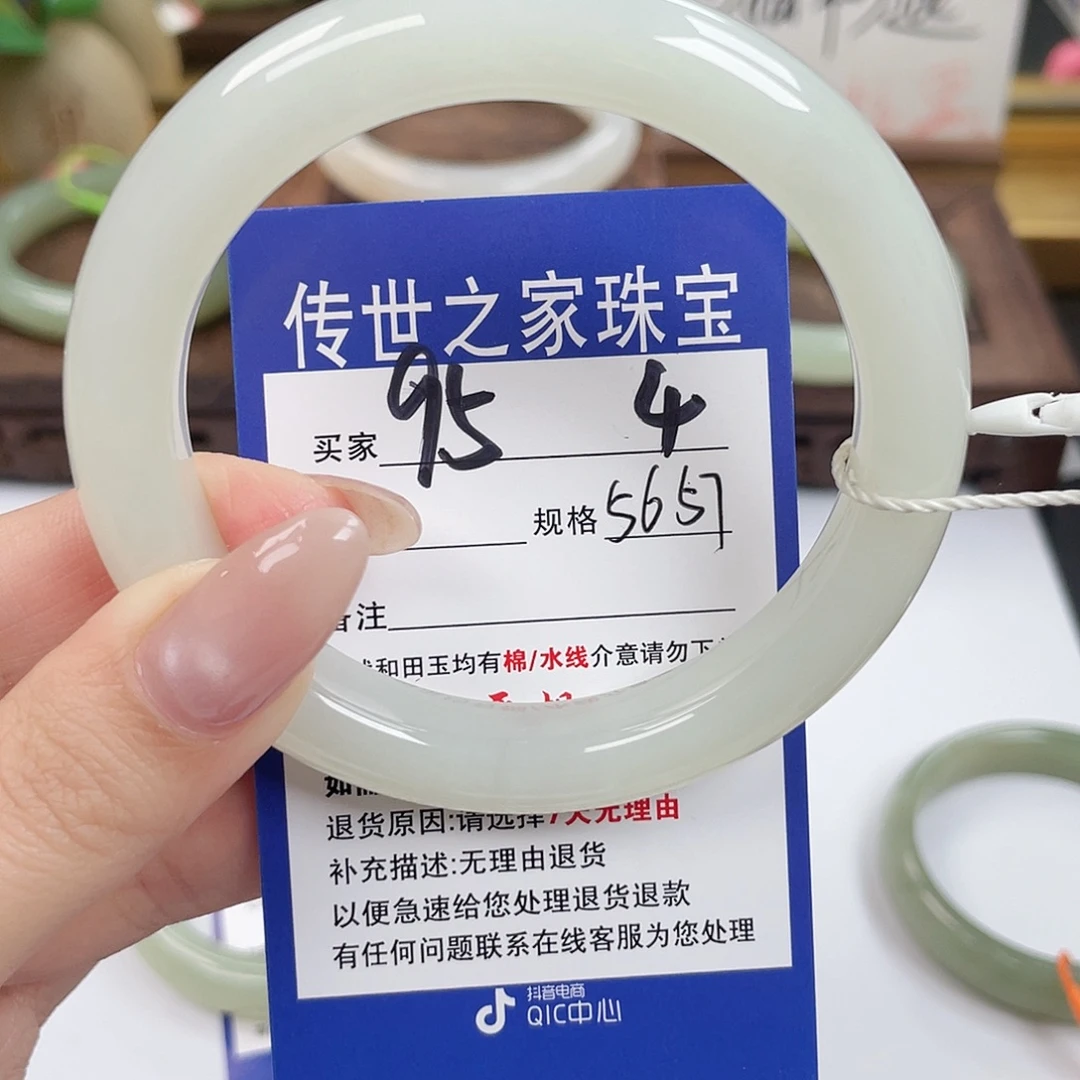 传世之家珠宝
买家 95 4
规格 5657
备注
和田玉均有棉/水线介意请勿下
退货原因:请选择7天无理由
补充描述:无理由退货
以便急速给您处理退货退款
有任何问题联系在线客服为您处理
抖音电商
QIC中心